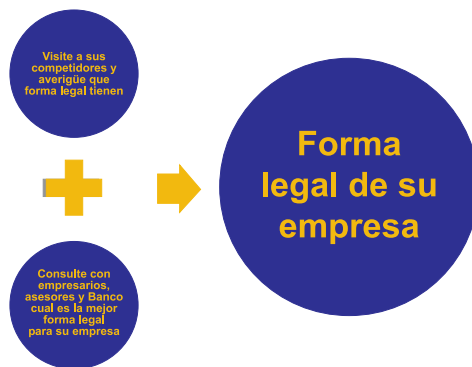 Visite a sus
competidores y
averigüe que
forma legal tienen
Consulte con
empresarios,
asesores y Banco
cual es la mejor
forma legal
para su empresa
Forma
legal de su
empresa